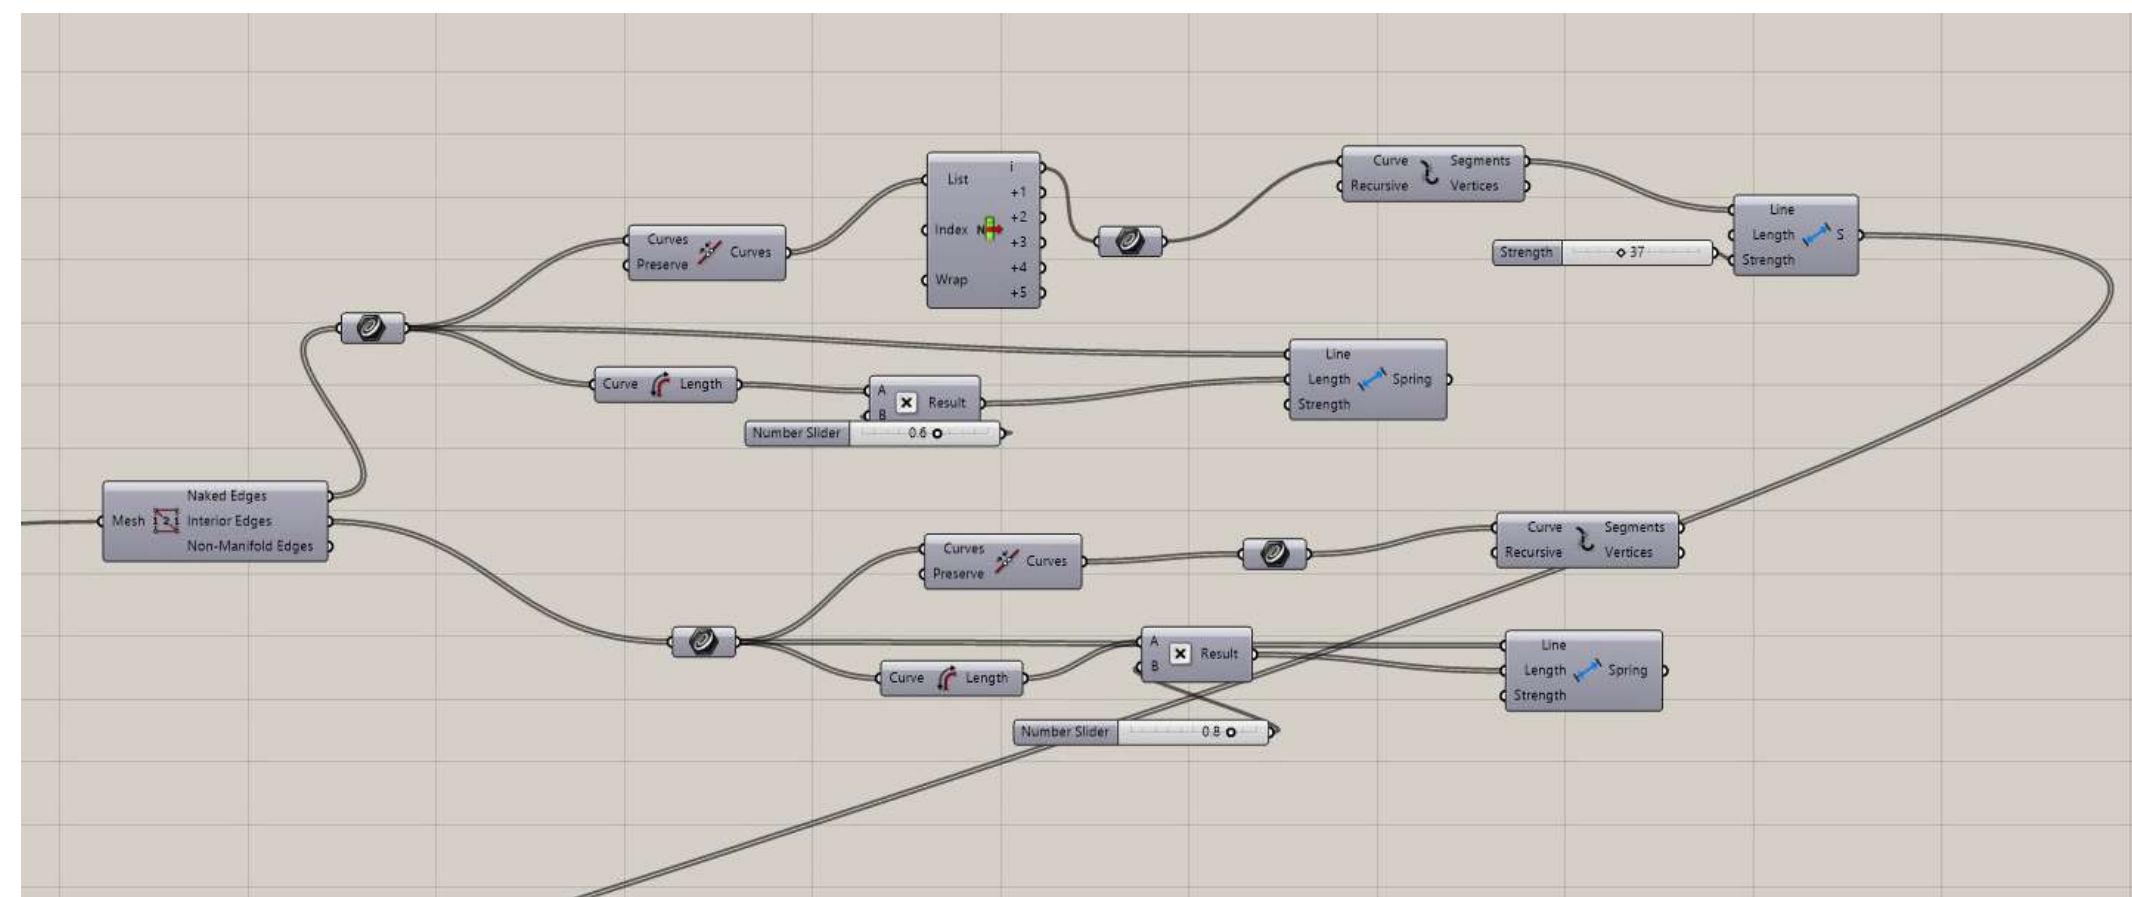 List
Index
Wrap
i
+1
+2
+3
+4
+5
N
Curve Segments
Recursive Vertices
Curves
Preserve
Curves
Line
Length
Strength
S
Strength 37
Line
Length
Strength
Spring
Curve Length
A
B
Result
Number Slider 0.6
Mesh
Naked Edges
Interior Edges
Non-Manifold Edges
Curves
Preserve
Curves
Curve Segments
Recursive Vertices
A
B
Result
Line
Length
Strength
Spring
Curve Length
Number Slider 0.8